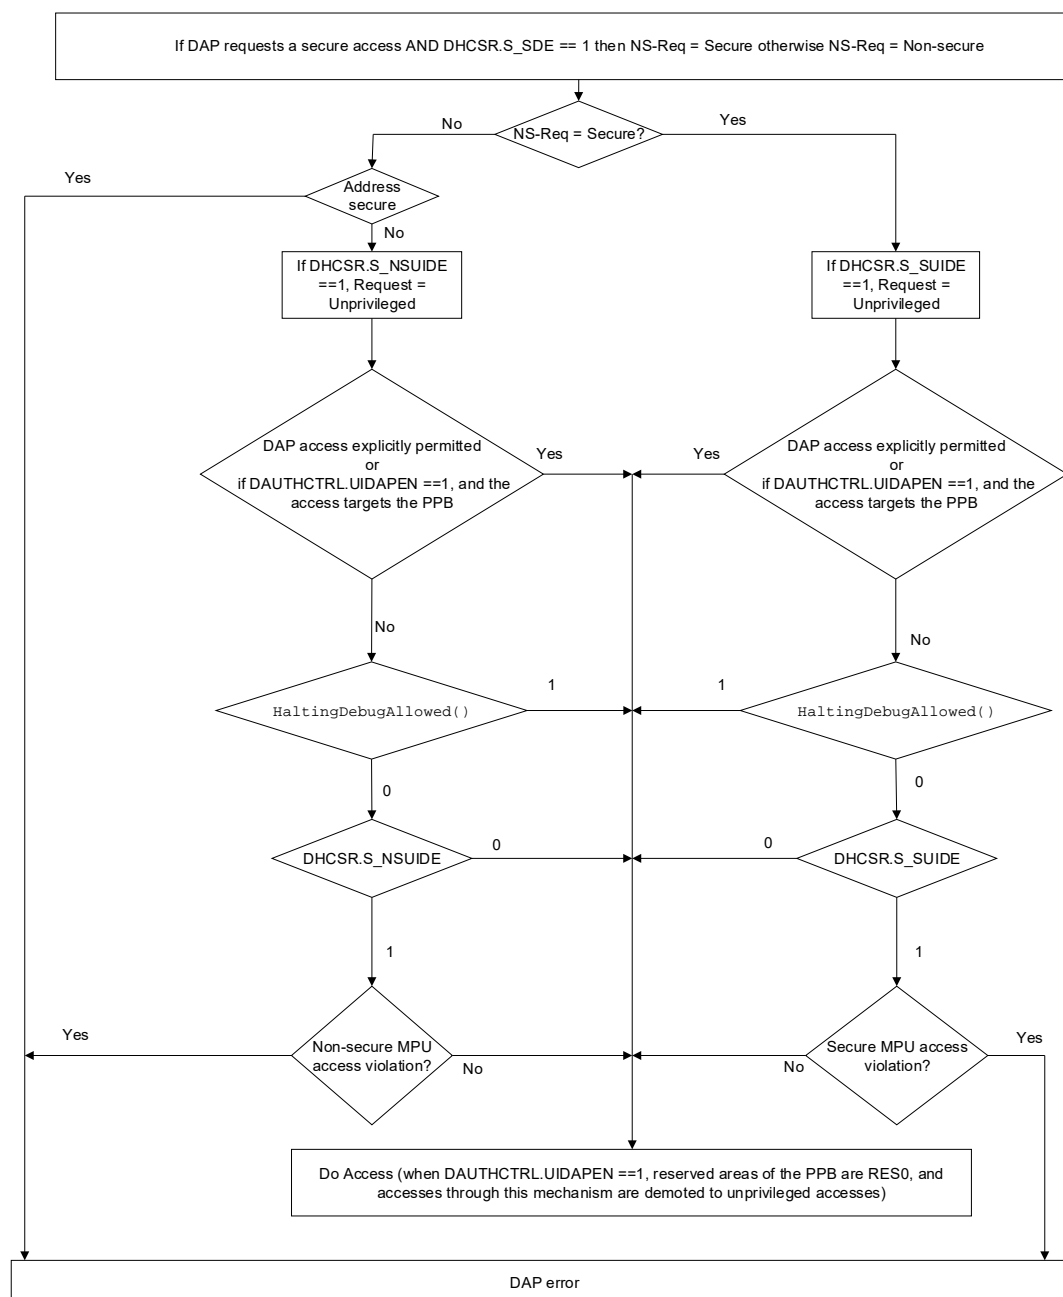 If DAP requests a secure access AND DHCSR.S_SDE == 1 then NS-Req = Secure otherwise NS-Req = Non-secure
No
NS-Req = Secure?
Yes
Yes
Address
secure
No
If DHCSR.S_NSUIDE
==1, Request =
Unprivileged
If DHCSR.S_SUIDE
==1, Request =
Unprivileged
DAP access explicitly permitted
or
if DAUTHCTRL.UIDAPEN ==1, and the
access targets the PPB
Yes
Yes
DAP access explicitly permitted
or
if DAUTHCTRL.UIDAPEN ==1, and the
access targets the PPB
No
No
HaltingDebugAllowed()
1
1
HaltingDebugAllowed()
0
0
DHCSR.S_NSUIDE
0
0
DHCSR.S_SUIDE
1
1
Yes
Non-secure MPU
access violation?
No
No
Secure MPU access
violation?
Yes
Do Access (when DAUTHCTRL.UIDAPEN ==1, reserved areas of the PPB are RES0, and
accesses through this mechanism are demoted to unprivileged accesses)
DAP error